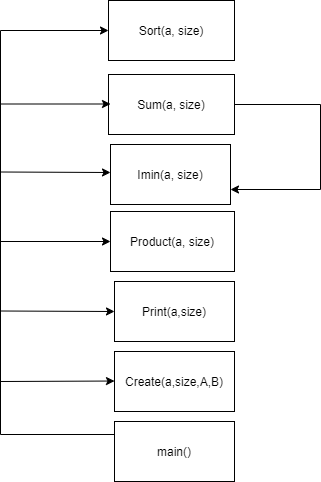 Sort(a, size)
Sum(a, size)
Imin(a, size)
Product(a, size)
Print(a,size)
Create(a,size,A,B)
main()